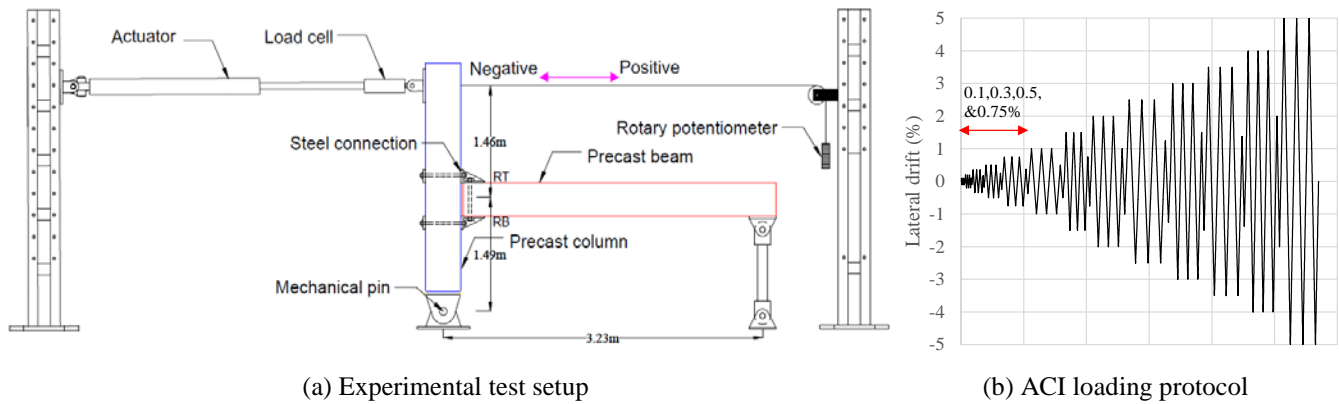 Actuator
Load cell
Negative
Positive
1.46m
Steel connection
Rotary potentiometer
Precast beam
RT
RB
Precast column
1.49m
Mechanical pin
3.23m
(a) Experimental test setup
5
4
3
2
1
0
-1
-2
-3
-4
-5
Lateral drift (%)
0.1,0.3,0.5,
&0.75%
(b) ACI loading protocol